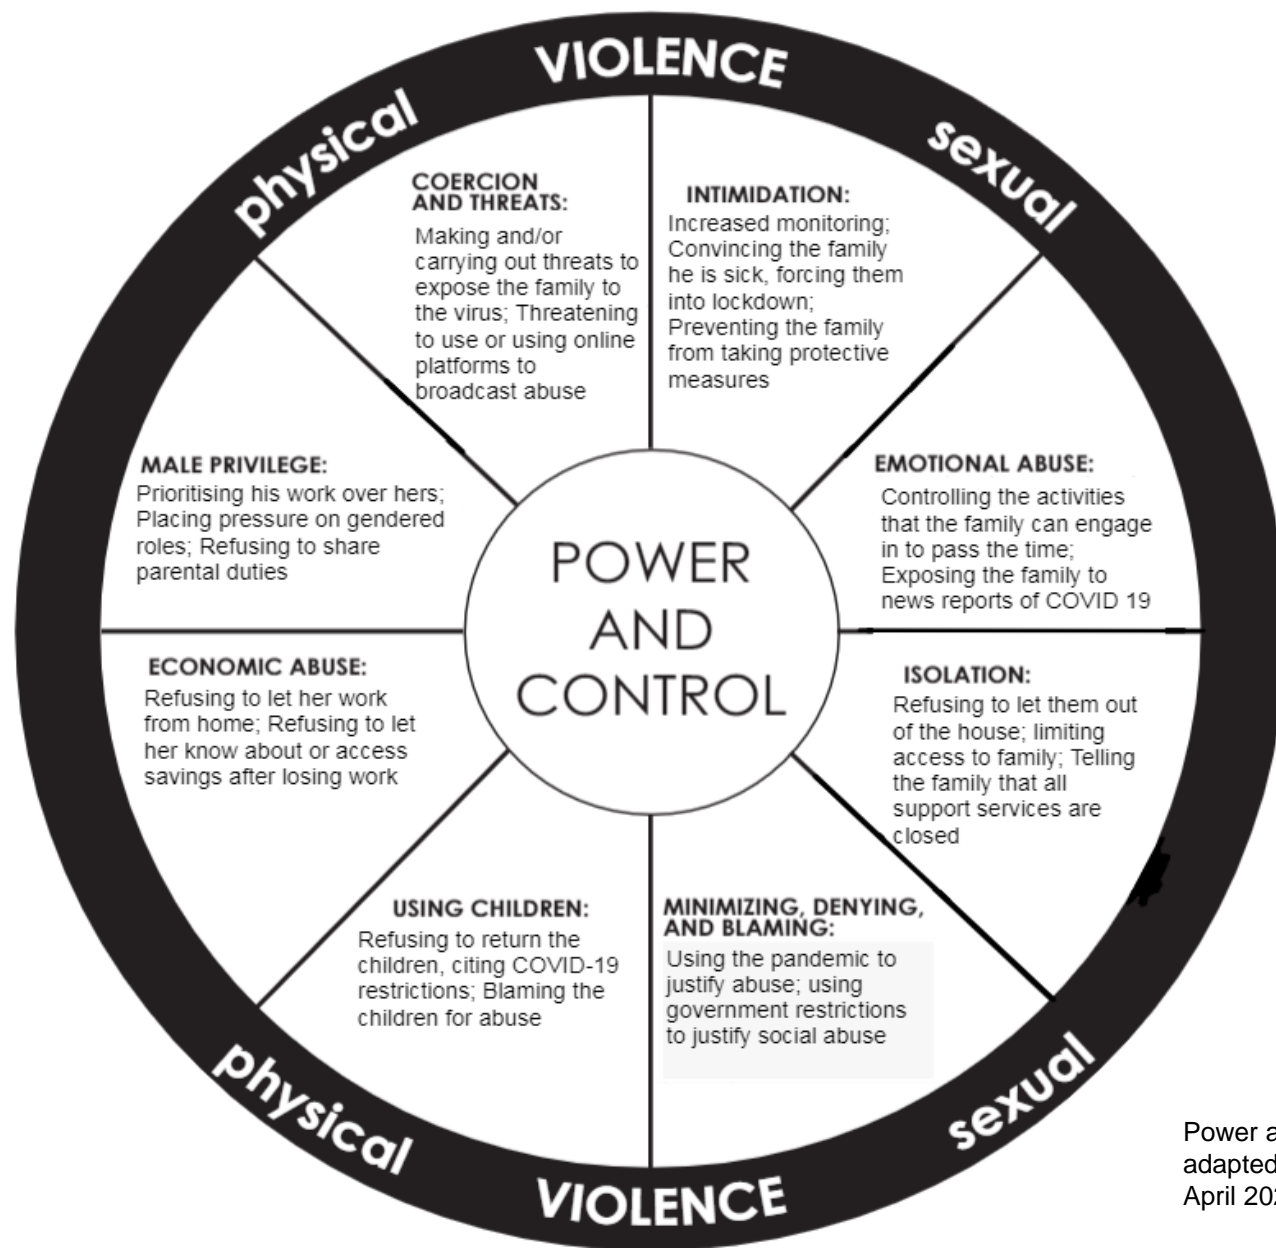 physical
VIOLENCE
sexual
COERCION
AND THREATS:
Making and/or
carrying out threats to
expose the family to
the virus; Threatening
to use or using online
platforms to
broadcast abuse
INTIMIDATION:
Increased monitoring;
Convincing the family
he is sick, forcing them
into lockdown;
Preventing the family
from taking protective
measures
MALE PRIVILEGE:
Prioritising his work over hers;
Placing pressure on gendered
roles; Refusing to share
parental duties
EMOTIONAL ABUSE:
Controlling the activities
that the family can engage
in to pass the time;
Exposing the family to
news reports of COVID 19
POWER
AND
CONTROL
ECONOMIC ABUSE:
Refusing to let her work
from home; Refusing to let
her know about or access
savings after losing work
ISOLATION:
Refusing to let them out
of the house; limiting
access to family; Telling
the family that all
support services are
closed
USING CHILDREN:
Refusing to return the
children, citing COVID-19
restrictions; Blaming the
children for abuse
MINIMIZING, DENYING,
AND BLAMING:
Using the pandemic to
justify abuse; using
government restrictions
to justify social abuse
physical
VIOLENCE
sexual
Power
adapted
April